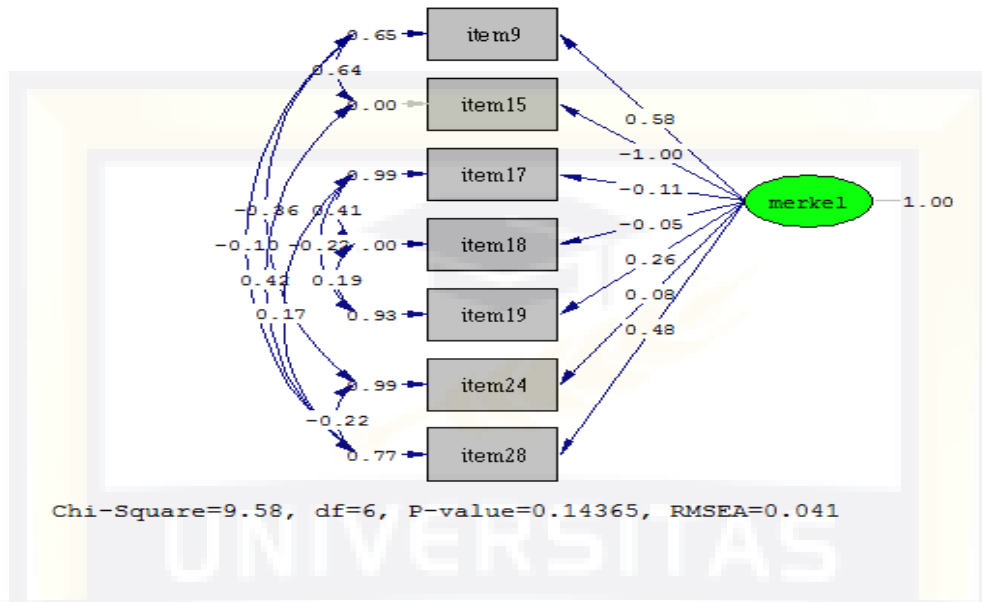 0.65 item9
0.64
0.58
0.00 item15
-1.00
0.99 item17
-0.11
merkel 1.00
-0.36 0.41
-0.05
-0.10 -0.22 .00 item18
0.26
0.42 0.19
0.08
0.17 0.93 item19
0.48
0.99 item24
-0.22
0.77 item28
Chi-Square=9.58, df=6, P-value=0.14365, RMSEA=0.041
UNIVERSITAS